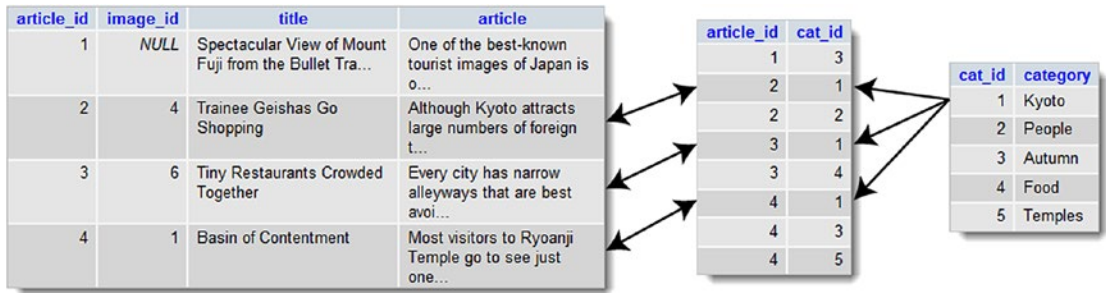 article_id image_id title article
1 NULL Spectacular View of Mount Fuji from the Bullet Tra... One of the best-known tourist images of Japan is o...
2 4 Trainee Geishas Go Shopping Although Kyoto attracts large numbers of foreign t...
3 6 Tiny Restaurants Crowded Together Every city has narrow alleyways that are best avoi...
4 1 Basin of Contentment Most visitors to Ryoanji Temple go to see just one...
article_id cat_id
1 3
2 1
2 2
3 1
3 4
4 1
4 3
4 5
cat_id category
1 Kyoto
2 People
3 Autumn
4 Food
5 Temples